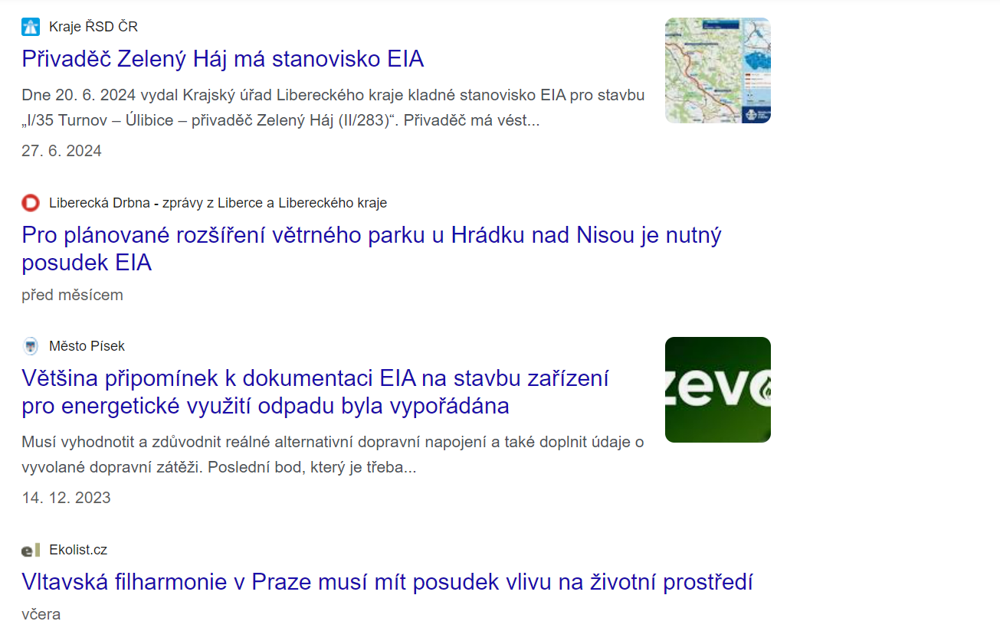 Kraje ŘSD ČR
Přivaděč Zelený Háj má stanovisko EIA
Dne 20. 6. 2024 vydal Krajský úřad Libereckého kraje kladné stanovisko EIA pro stavbu
„I/35 Turnov – Úlibice – přivaděč Zelený Háj (II/283)“. Přivaděč má vést...
27. 6. 2024
Liberecká Drbna - zprávy z Liberce a Libereckého kraje
Pro plánované rozšíření větrného parku u Hrádku nad Nisou je nutný
posudek EIA
před měsícem
Město Písek
Většina připomínek k dokumentaci EIA na stavbu zařízení
pro energetické využití odpadu byla vypořádána
zevo
Musí vyhodnotit a zdůvodnit reálné alternativní dopravní napojení a také doplnit údaje o
vyvolané dopravní zátěži. Poslední bod, který je třeba...
14. 12. 2023
Ekolist.cz
Vltavská filharmonie v Praze musí mít posudek vlivu na životní prostředí
včera